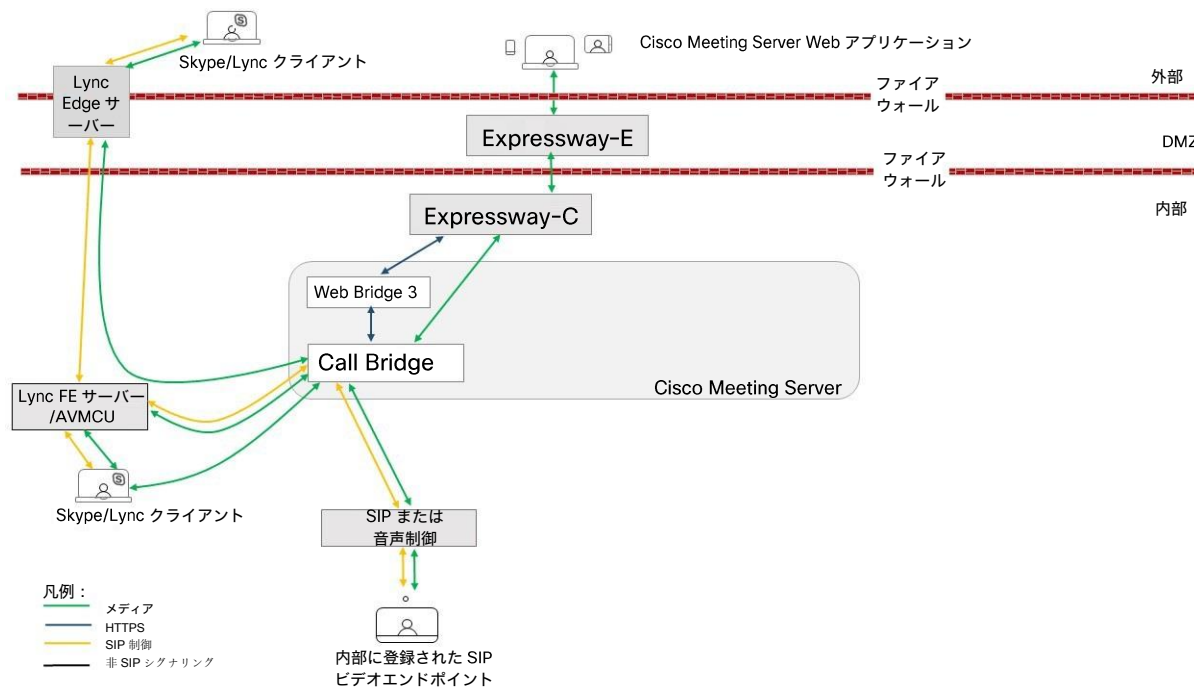 Skype/Lync クライアント
Cisco Meeting Server Web アプリケーション
外部
Lync
Edge サ
ーバー
ファイア
ウォール
Expressway-E
DMZ
ファイア
ウォール
内部
Expressway-C
Web Bridge 3
Call Bridge
Cisco Meeting Server
Lync FE サーバー
/AVMCU
Skype/Lync クライアント
SIP または
音声制御
内部に登録された SIP
ビデオエンドポイント
凡例：
メディア
HTTPS
SIP 制御
非 SIP シグナリング